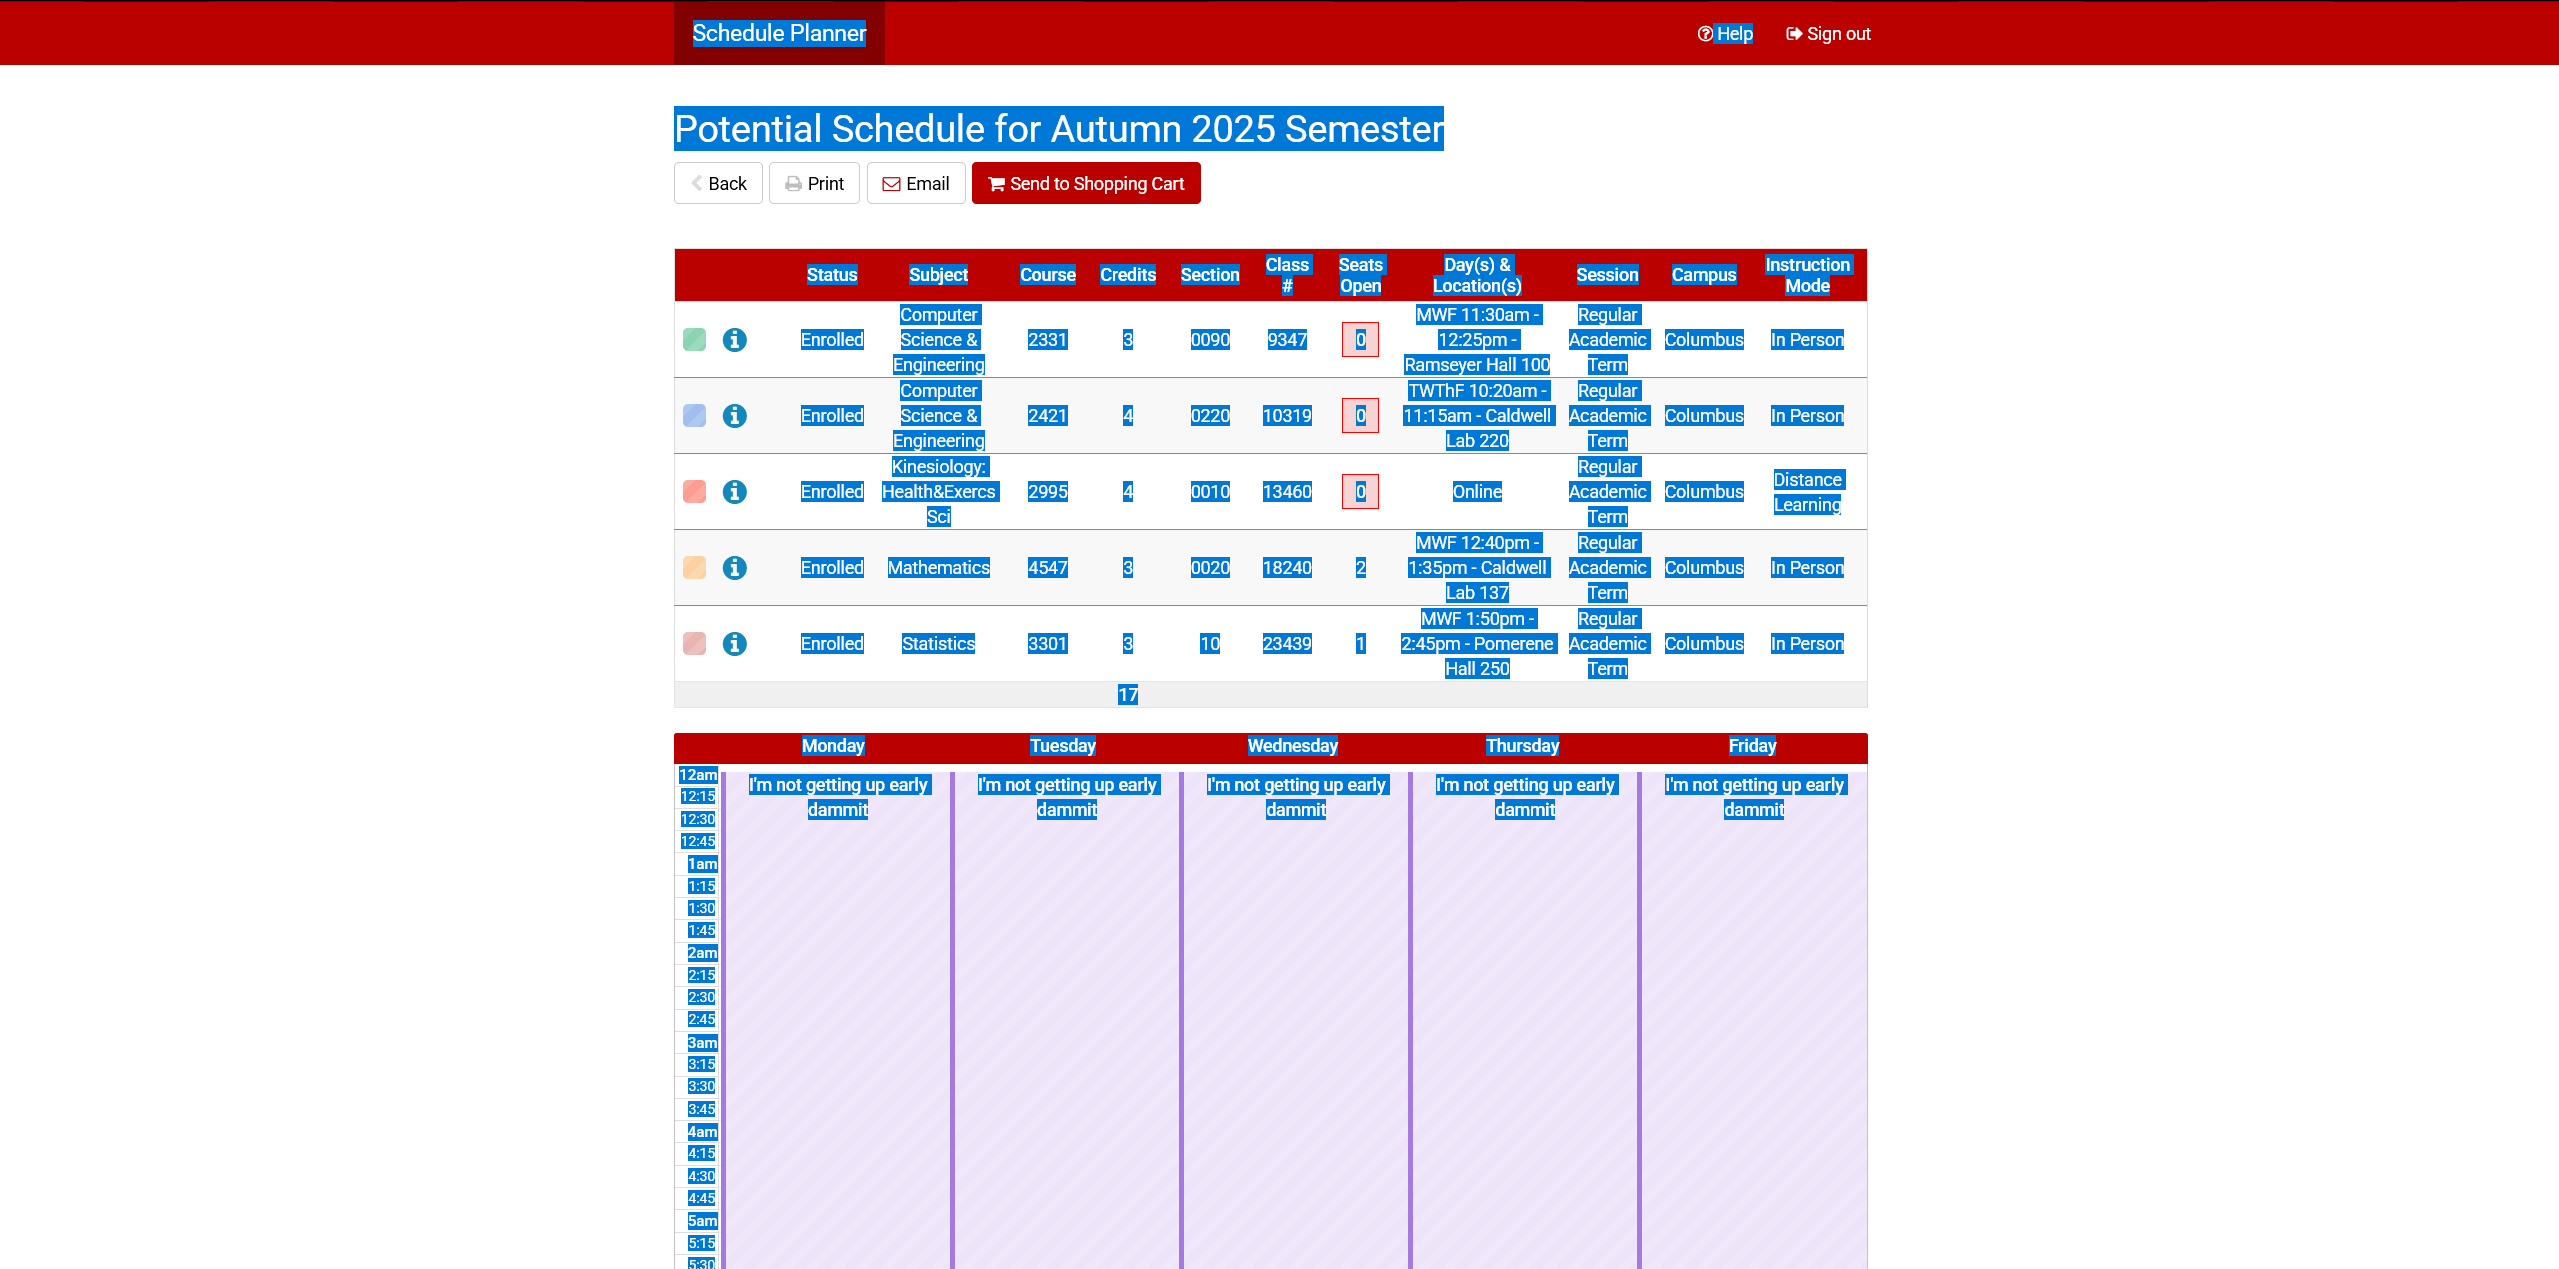 Schedule Planner
Help
Sign out
Potential Schedule for Autumn 2025 Semester
Back
Print
Email
Send to Shopping Cart
Status Subject Course Credits Section Class # Seats Open Day(s) & Location(s) Session Campus Instruction Mode
Enrolled Computer Science & Engineering 2331 3 0090 9347 0 MWF 11:30am - 12:25pm - Ramseyer Hall 100 Regular Academic Term Columbus In Person
Enrolled Computer Science & Engineering 2421 4 0220 10319 0 TWThF 10:20am - 11:15am - Caldwell Lab 220 Regular Academic Term Columbus In Person
Enrolled Kinesiology: Health&Exercs Sci 2995 4 0010 13460 0 Online Regular Academic Term Columbus Distance Learning
Enrolled Mathematics 4547 3 0020 18240 2 MWF 12:40pm - 1:35pm - Caldwell Lab 137 Regular Academic Term Columbus In Person
Enrolled Statistics 3301 3 10 23439 1 MWF 1:50pm - 2:45pm - Pomerene Hall 250 Regular Academic Term Columbus In Person
17
Monday Tuesday Wednesday Thursday Friday
12am
12:15
12:30
12:45
1am
1:15
1:30
1:45
2am
2:15
2:30
2:45
3am
3:15
3:30
3:45
4am
4:15
4:30
4:45
5am
5:15
5:30
I'm not getting up early
dammit
I'm not getting up early
dammit
I'm not getting up early
dammit
I'm not getting up early
dammit
I'm not getting up early
dammit